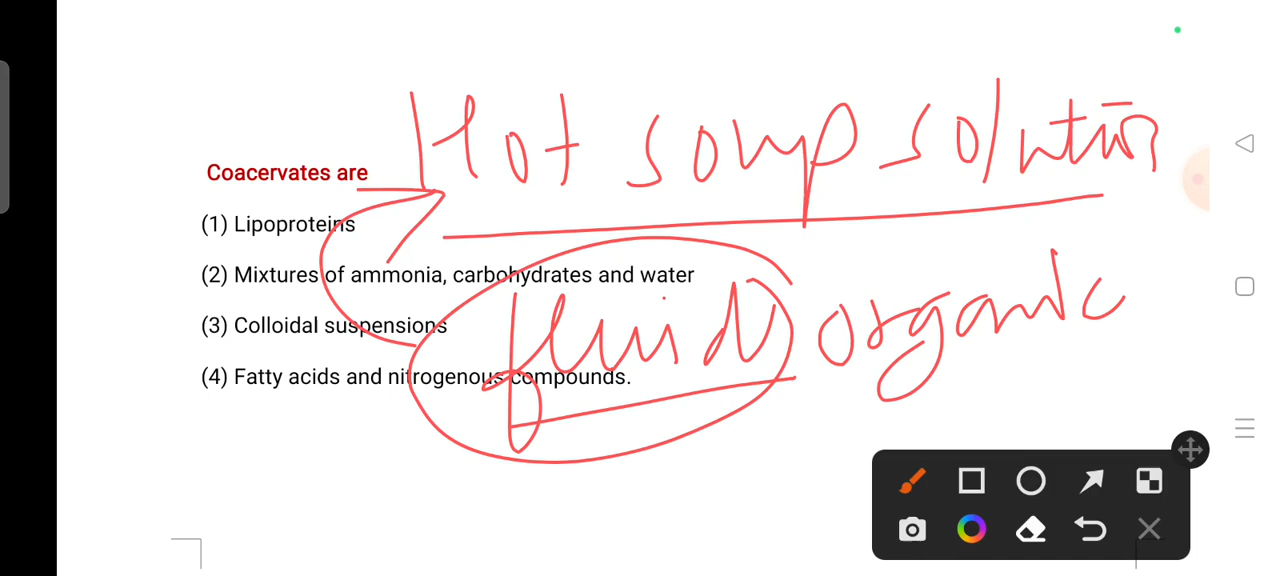 Hot soup solution
Coacervates are
(1) Lipoproteins
(2) Mixtures of ammonia, carbohydrates and water
fluid organic
(3) Colloidal suspensions
(4) Fatty acids and nitrogenous compounds.